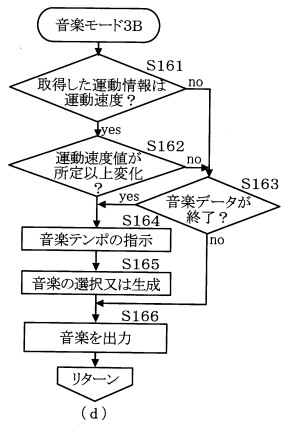 音楽モード3B
S161
取得した運動情報は
運動速度？
no
yes
S162
運動速度値が
所定以上変化
？
no
S163
音楽データが
終了？
yes
no
S164
音楽テンポの指示
S165
音楽の選択又は生成
S166
音楽を出力
リターン
(d)